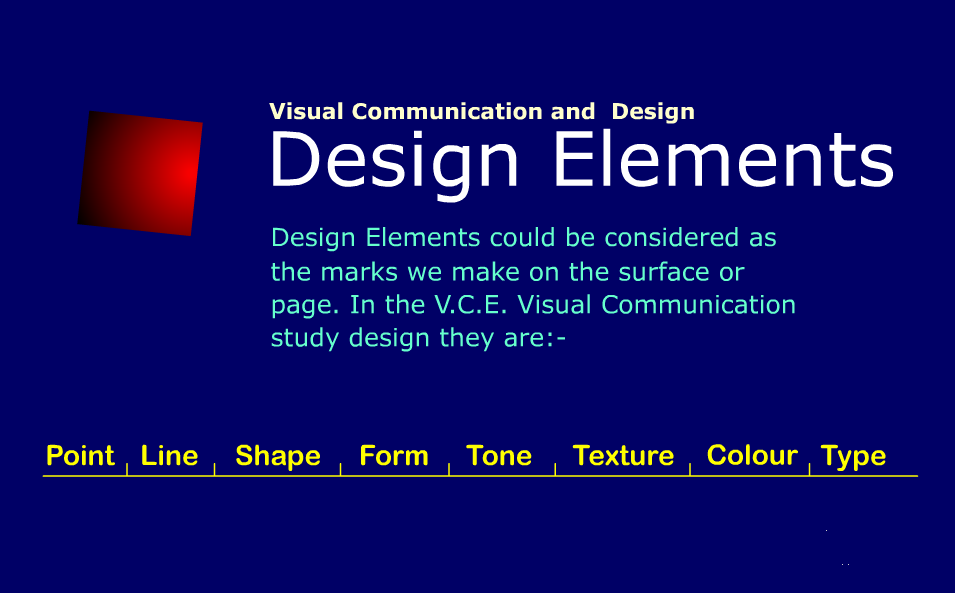 Visual Communication and  Design
Design Elements
Design Elements could be considered as
the marks we make on the surface or
page. In the V.C.E. Visual Communication
study design they are:-
Point Line Shape Form Tone Texture Colour Type